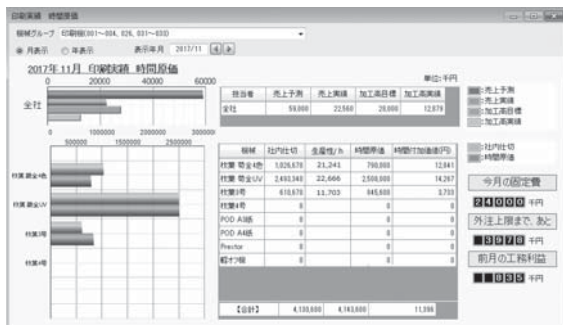 印刷実績 時間原価
機械グループ 印刷機(001～004, 026, 031～033)
月表示 年表示 表示年月 2017/11
2017年11月 印刷実績 時間原価
単位:千円
0 20000 40000 60000
全社
0 1000000 2000000 3000000
500000 1500000 2500000
枚葉 菊全4色
枚葉 菊全UV
枚葉3号
枚葉4号
担当者 売上予測 売上実績 加工高目標 加工高実績
全社 59,000 22,560 28,000 12,879
:売上予測
:売上実績
:加工高目標
:加工高実績
機械 社内仕切 生産性/h 時間原価 時間付加価値(円)
枚葉 菊全4色 1,026,670 21,241 790,000 12,841
枚葉 菊全UV 2,493,340 22,666 2,508,000 14,267
枚葉3号 610,670 11,703 845,600 3,733
枚葉4号 0 0 0
POD A3紙 0 0 0
POD A4紙 0 0 0
Prector 0 0 0
軽オフ機 0 0 0
【合計】 4,130,680 4,143,600 11,396
:社内仕切
:時間原価
今月の固定費
24000 千円
外注上限まで、あと
3978 千円
前月の工務利益
835 千円